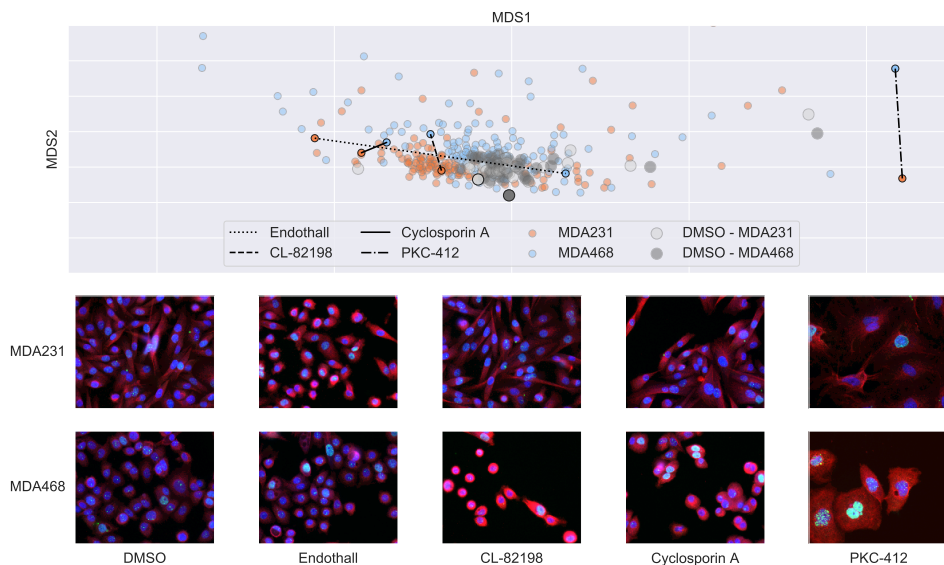 MDS1
MDS2
Endothall
CL-82198
Cyclosporin A
PKC-412
MDA231
MDA468
DMSO - MDA231
DMSO - MDA468
MDA231
MDA468
DMSO
Endothall
CL-82198
Cyclosporin A
PKC-412